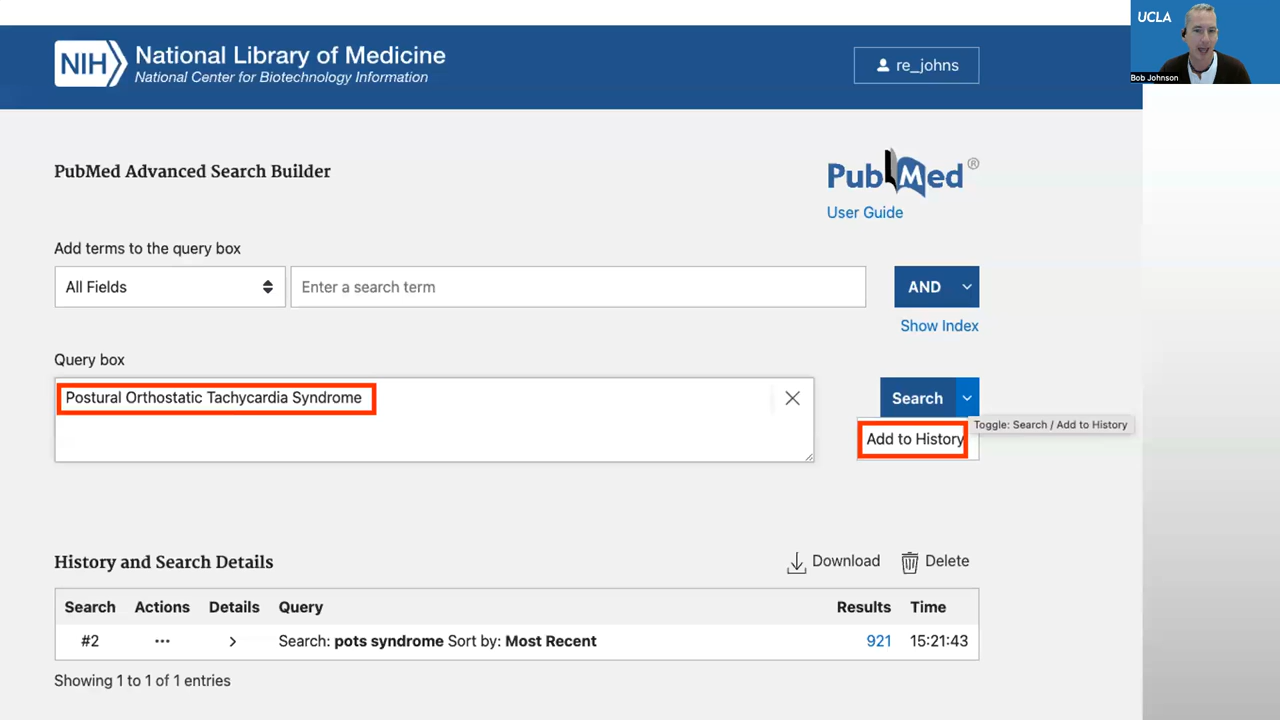 UCLA
Bob Johnson
NIH National Library of Medicine
National Center for Biotechnology Information
re_johns
PubMed Advanced Search Builder
PubMed ®
User Guide
Add terms to the query box
All Fields Enter a search term AND
Show Index
Query box
Postural Orthostatic Tachycardia Syndrome Search
Toggle: Search / Add to History
Add to History
History and Search Details Download Delete
Search Actions Details Query Results Time
#2 ... > Search: pots syndrome Sort by: Most Recent 921 15:21:43
Showing 1 to 1 of 1 entries